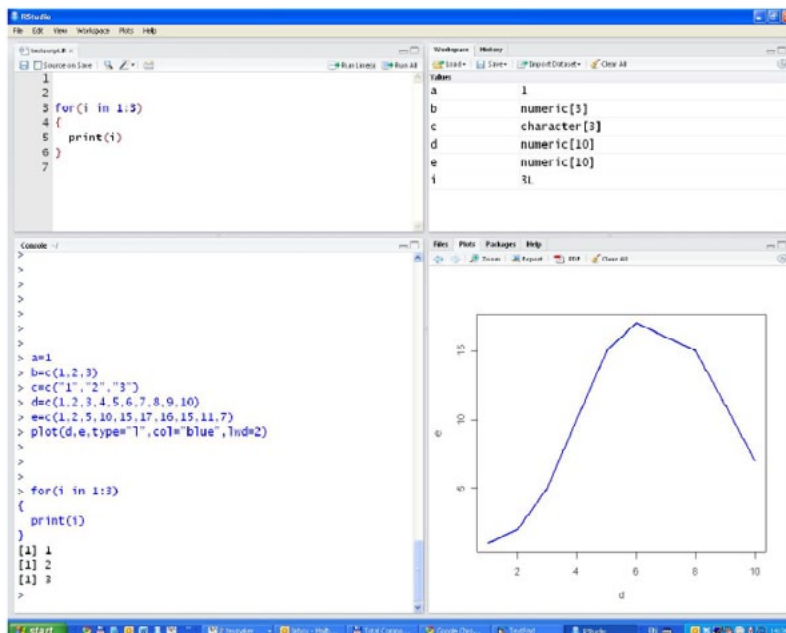 RStudio
File Edit View Workspace Plots Help
Source on Save Run Line(s) Run All
1
2
3 for(i in 1:3)
4 {
5 print(i)
6 }
7
Workspace History
Load Save Import Dataset Clear All
Values
a 1
b numeric[3]
c character[3]
d numeric[10]
e numeric[10]
i 3L
Console ~/
>
>
>
>
>
>
>
> a=1
> b=c(1,2,3)
> c=c("1","2","3")
> d=c(1,2,3,4,5,6,7,8,9,10)
> e=c(1,2,5,10,15,17,16,15,11,7)
> plot(d,e,type="l",col="blue",lwd=2)
>
>
>
> for(i in 1:3)
{
print(i)
}
[1] 1
[1] 2
[1] 3
>
Files Plots Packages Help
Zoom Export PDF Clear All
15
10
5
e
2 4 6 8 10
d
start Total Comma... Google Chro... RStudio EN